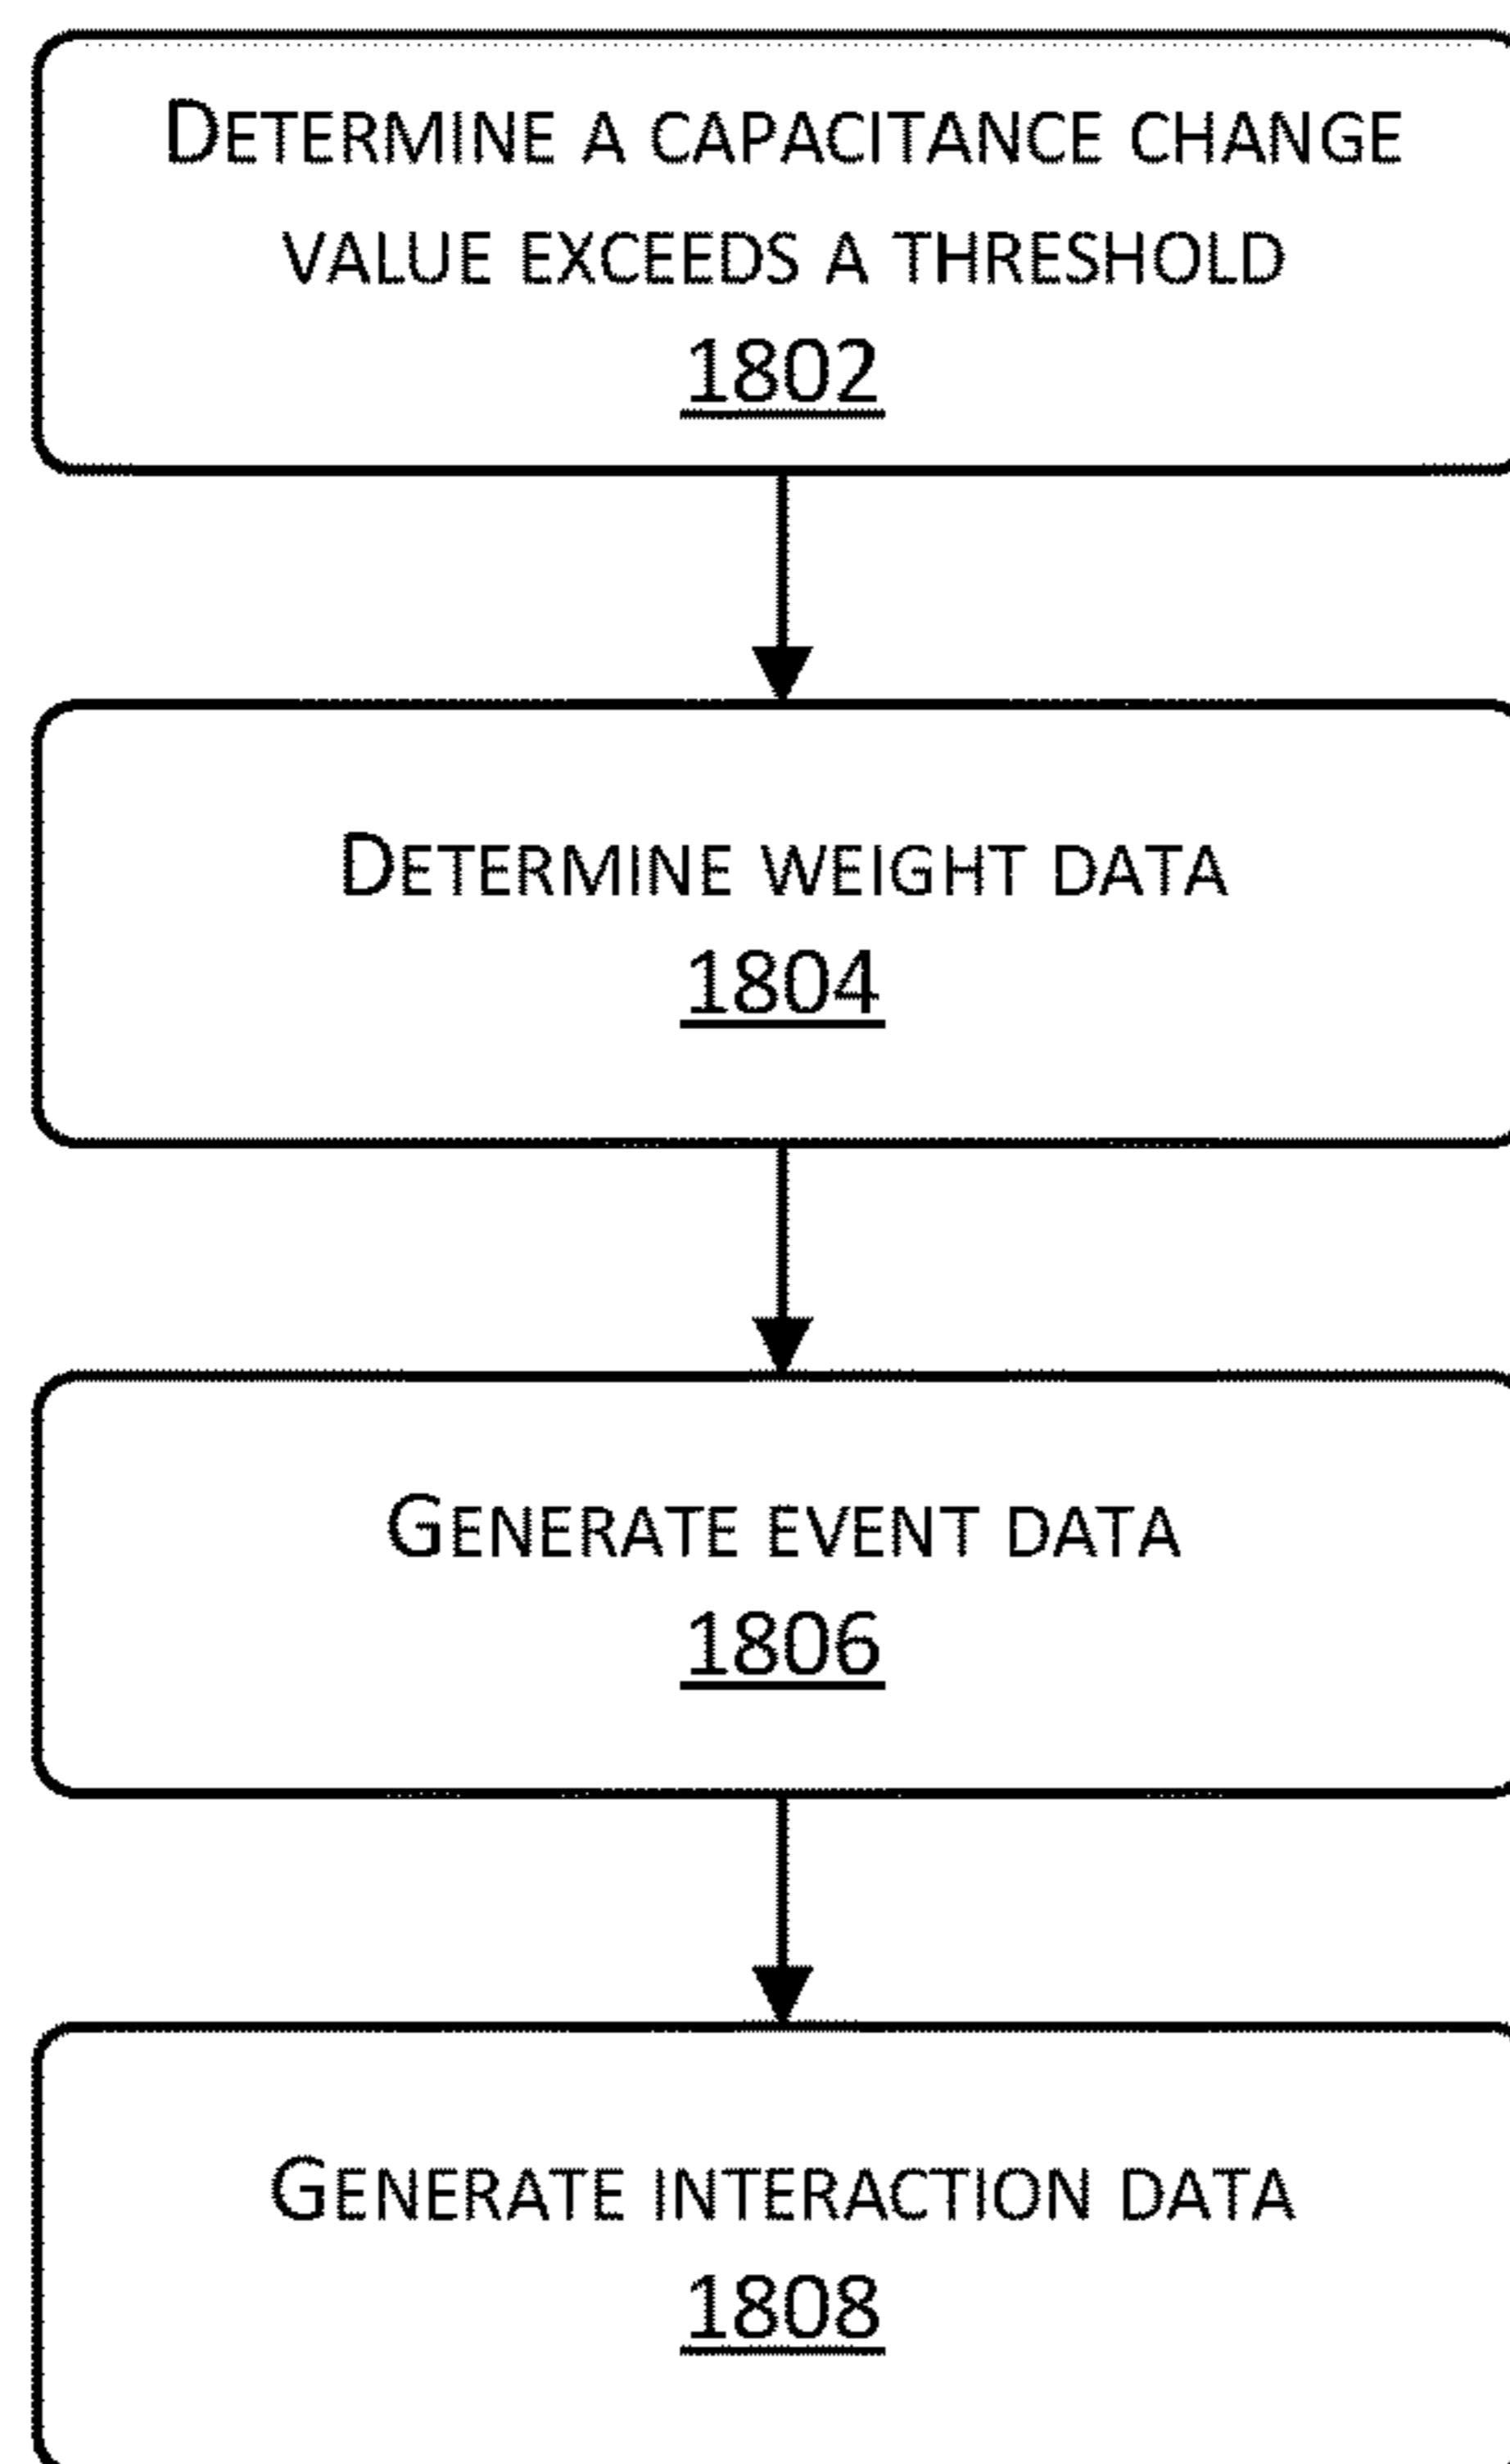 DETERMINE A CAPACITANCE CHANGE
VALUE EXCEEDS A THRESHOLD
1802
DETERMINE WEIGHT DATA
1804
GENERATE EVENT DATA
1806
GENERATE INTERACTION DATA
1808